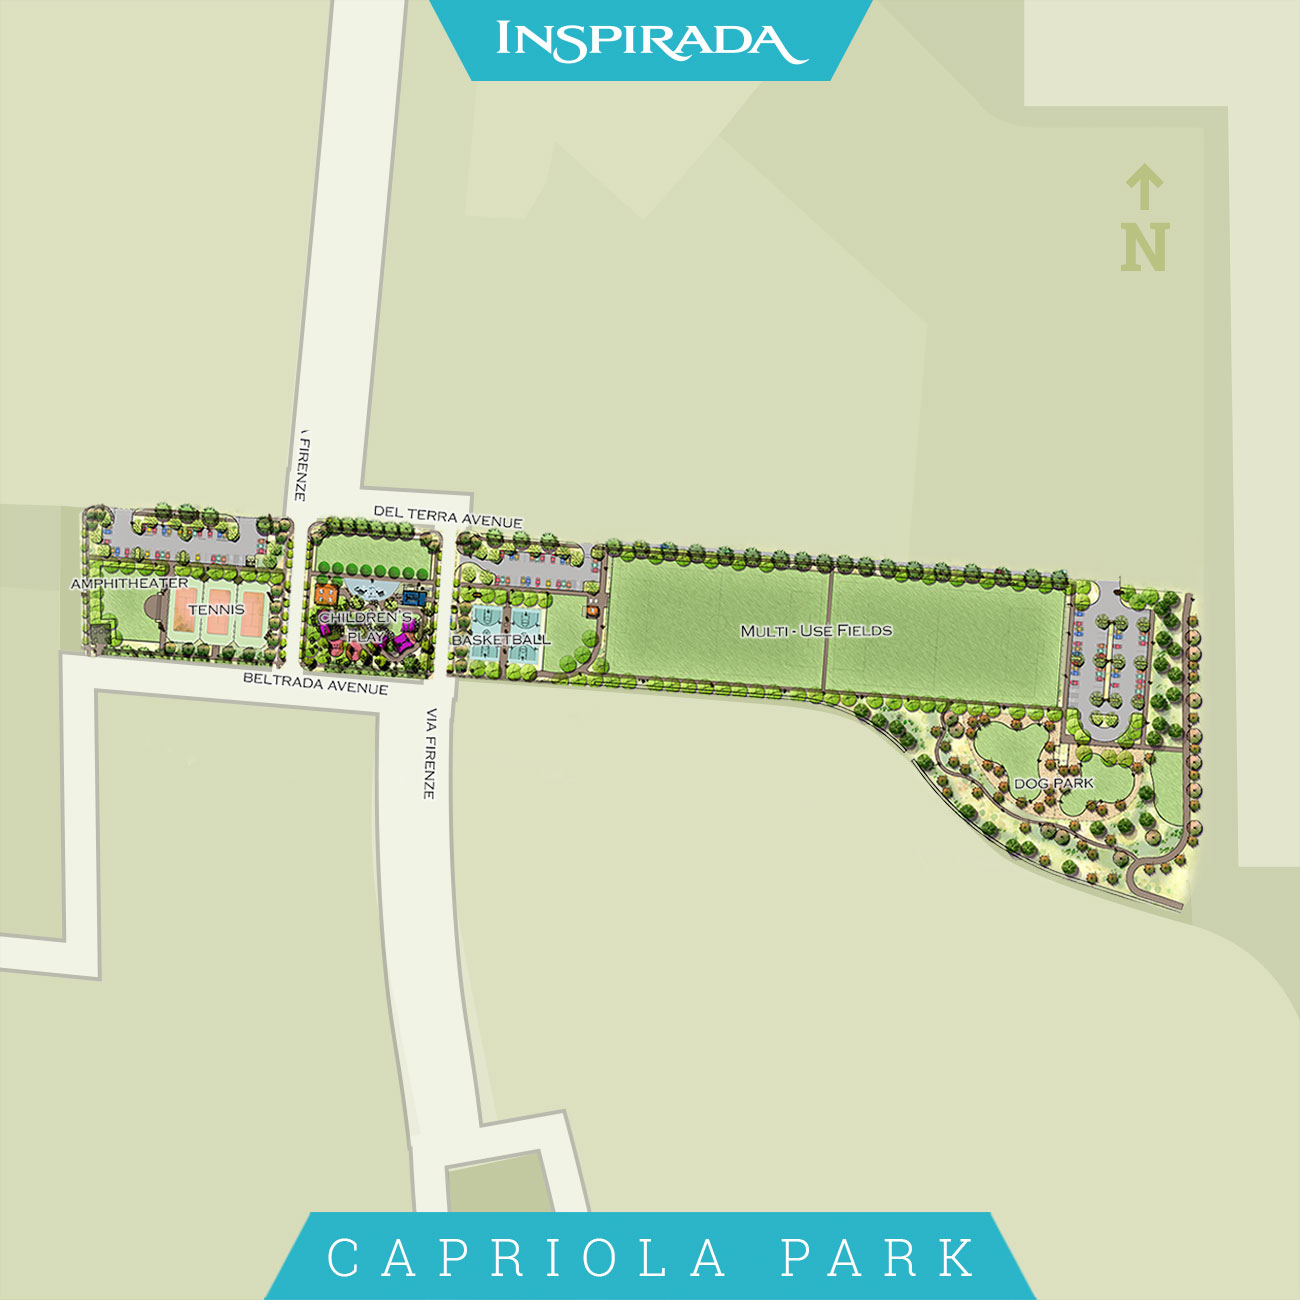 INSPIRADA
N
FIRENZE
DEL TERRA AVENUE
AMPHITHEATER
TENNIS
CHILDREN'S
PLAY
BASKETBALL
MULTI-USE FIELDS
BELTRADA AVENUE
VIA FIRENZE
DOG PARK
CAPRIOLA PARK